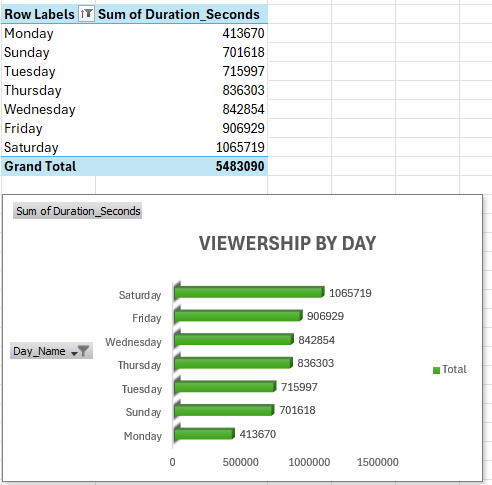 Row Labels Sum of Duration_Seconds
Monday 413670
Sunday 701618
Tuesday 715997
Thursday 836303
Wednesday 842854
Friday 906929
Saturday 1065719
Grand Total 5483090
Sum of Duration_Seconds
VIEWERSHIP BY DAY
Saturday 1065719
Friday 906929
Wednesday 842854
Day_Name
Thursday 836303
Total
Tuesday 715997
Sunday 701618
Monday 413670
0 500000 1000000 1500000